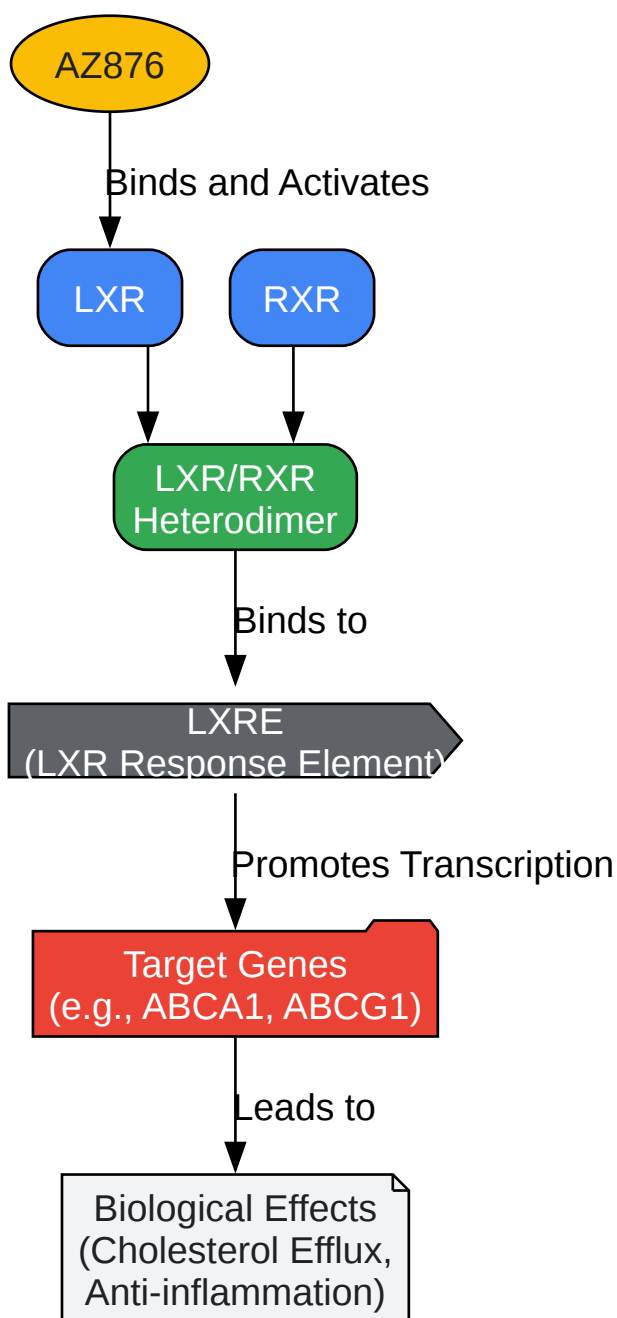 AZ876
Binds and Activates
LXR
RXR
LXR/RXR
Heterodimer
Binds to
LXRE
(LXR Response Element)
Promotes Transcription
Target Genes
(e.g., ABCA1, ABCG1)
Leads to
Biological Effects
(Cholesterol Efflux,
Anti-inflammation)